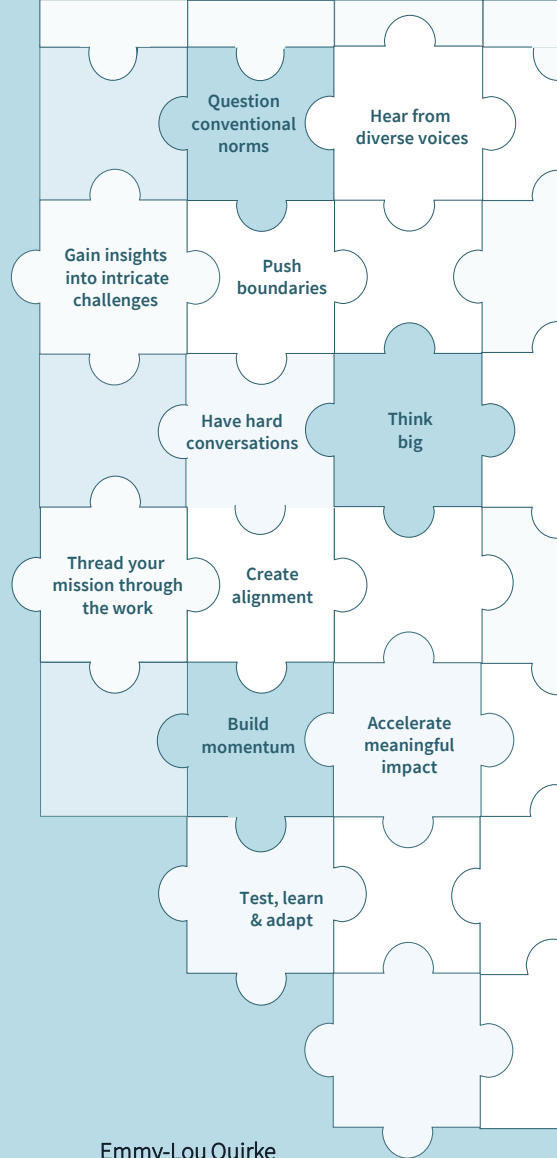 Question
conventional
norms
Hear from
diverse voices
Gain insights
into intricate
challenges
Push
boundaries
Have hard
conversations
Think
big
Thread your
mission through
the work
Create
alignment
Build
momentum
Accelerate
meaningful
impact
Test, learn
& adapt
Emmy-Lou Quirke